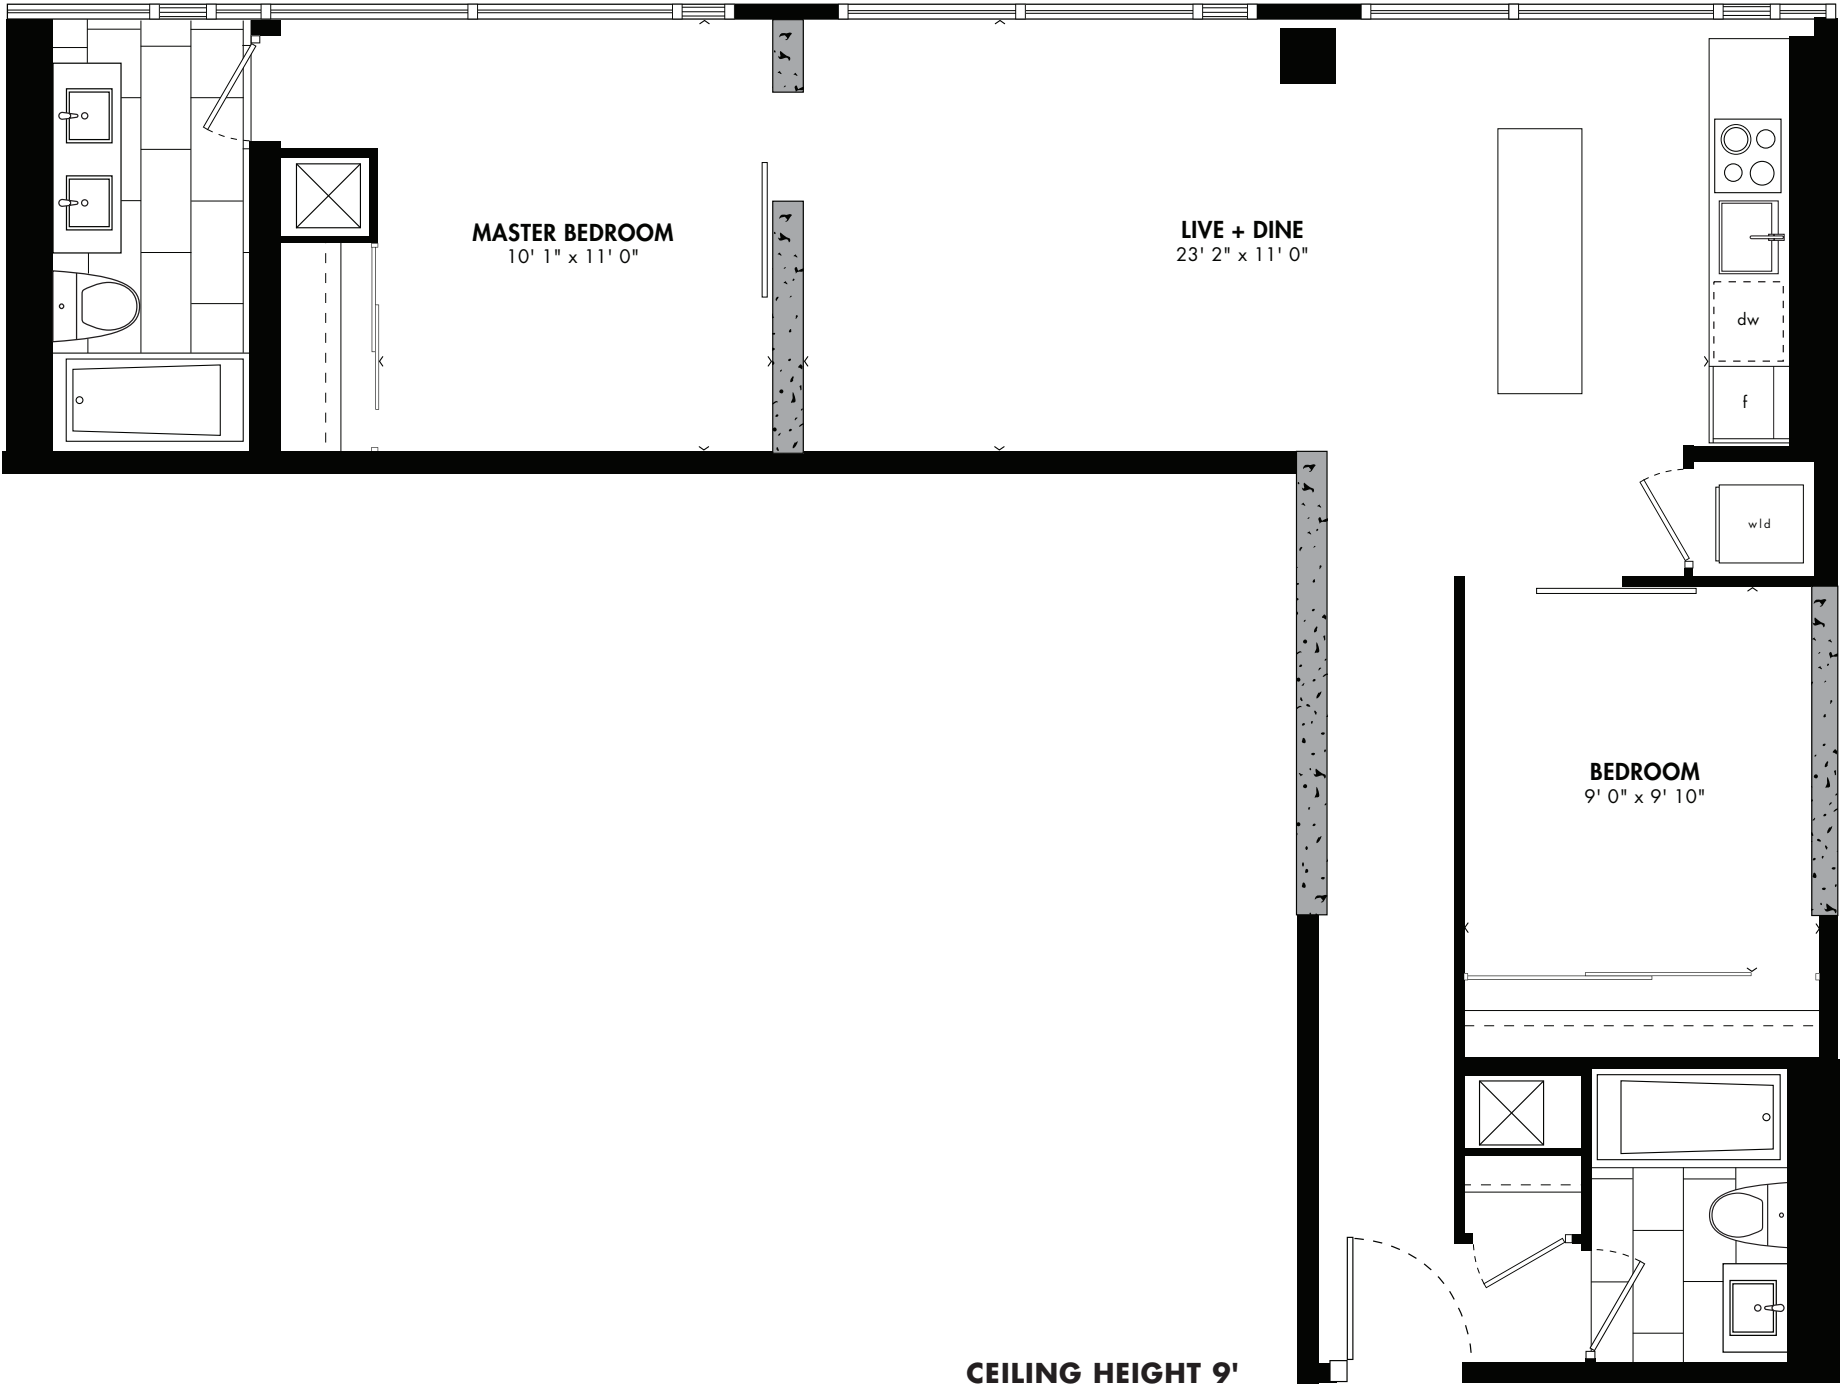 MASTER BEDROOM
10' 1" x 11' 0"
LIVE + DINE
23' 2" x 11' 0"
dw
f
wld
BEDROOM
9' 0" x 9' 10"
CEILING HEIGHT 9'